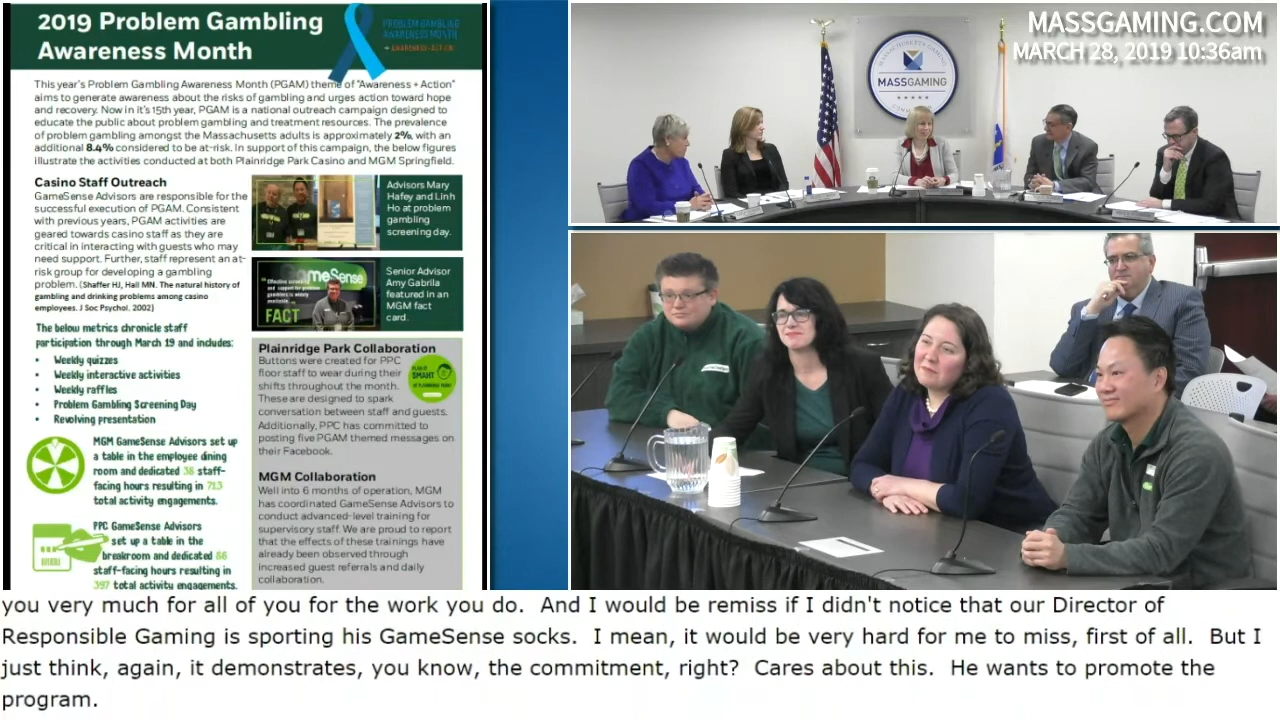 2019 Problem Gambling
Awareness Month
PROBLEM GAMBLING
AWARENESS MONTH
AWARENESS+ACTION
This year's Problem Gambling Awareness Month (PGAM) theme of "Awareness + Action"
aims to generate awareness about the risks of gambling and urges action toward hope
and recovery. Now in it's 15th year, PGAM is a national outreach campaign designed to
educate the public about problem gambling and treatment resources. The prevalence
of problem gambling amongst the Massachusetts adults is approximately 2%, with an
additional 8.4% considered to be at-risk. In support of this campaign, the below figures
illustrate the activities conducted at both Plainridge Park Casino and MGM Springfield.
Casino Staff Outreach
GameSense Advisors are responsible for the
successful execution of PGAM. Consistent
with previous years, PGAM activities are
geared towards casino staff as they are
critical in interacting with guests who may
need support. Further, staff represent an at-
risk group for developing a gambling
problem. (Shaffer HJ, Hall MN. The natural history of
gambling and drinking problems among casino
employees. J Soc Psychol. 2002)
The below metrics chronicle staff
participation through March 19 and includes:
• Weekly quizzes
• Weekly interactive activities
• Weekly raffles
• Problem Gambling Screening Day
• Revolving presentation
MGM GameSense Advisors set up
a table in the employee dining
room and dedicated 38 staff-
facing hours resulting in 713
total activity engagements.
PPC GameSense Advisors
set up a table in the
breakroom and dedicated 86
staff-facing hours resulting in
397 total activity engagements.
Advisors Mary
Hafey and Linh
Ho at problem
gambling
screening day.
GameSense
FACT
Senior Advisor
Amy Gabrila
featured in an
MGM fact
card.
Plainridge Park Collaboration
Buttons were created for PPC
floor staff to wear during their
shifts throughout the month.
These are designed to spark
conversation between staff and guests.
Additionally, PPC has committed to
posting five PGAM themed messages on
their Facebook.
PLAY IT
SMAHT
AT PLAINRIDGE PARK
MGM Collaboration
Well into 6 months of operation, MGM
has coordinated GameSense Advisors to
conduct advanced-level training for
supervisory staff. We are proud to report
that the effects of these trainings have
already been observed through
increased guest referrals and daily
collaboration.
MASSGAMING.COM
MARCH 28, 2019 10:36am
MASSGAMING
you very much for all of you for the work you do. And I would be remiss if I didn't notice that our Director of
Responsible Gaming is sporting his GameSense socks. I mean, it would be very hard for me to miss, first of all. But I
just think, again, it demonstrates, you know, the commitment, right? Cares about this. He wants to promote the
program.